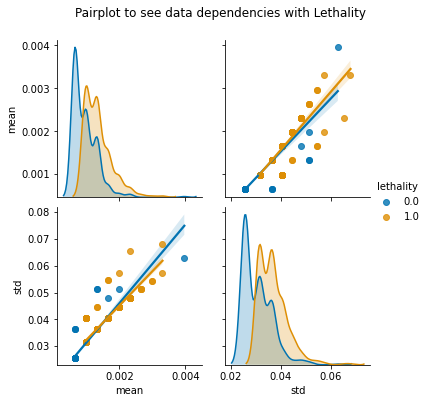 Pairplot to see data dependencies with Lethality
0.004
0.003
0.002
0.001
mean
lethality
0.0
1.0
0.08
0.07
0.06
0.05
0.04
0.03
std
0.002 0.004
mean
0.02 0.04 0.06
std